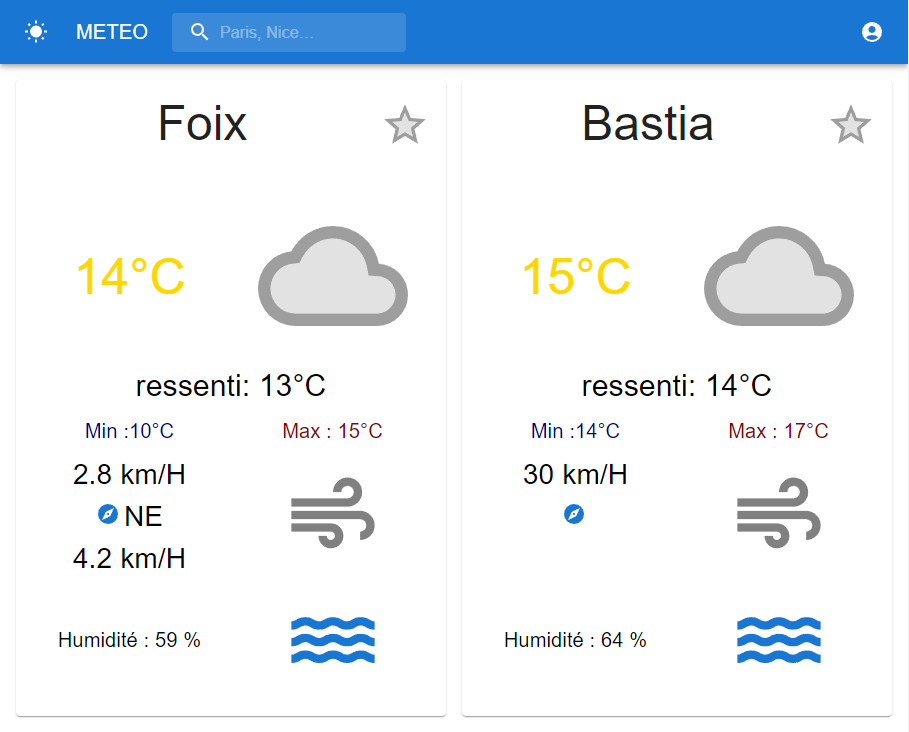 METEO
Paris, Nice...
Foix
14°C
ressenti: 13°C
Min :10°C
Max : 15°C
2.8 km/H
NE
4.2 km/H
Humidité : 59 %
Bastia
15°C
ressenti: 14°C
Min :14°C
Max : 17°C
30 km/H
Humidité : 64 %